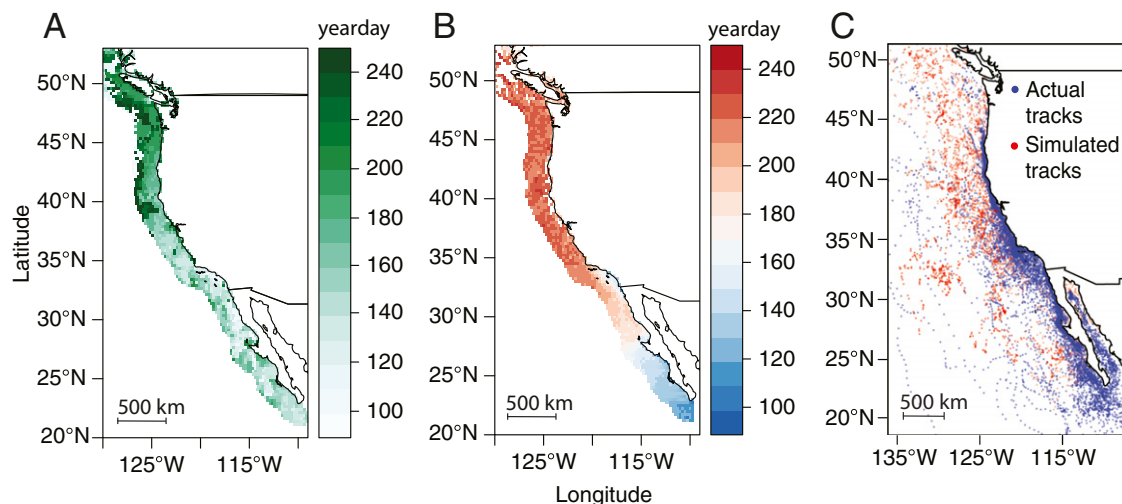 A
yearday
50°N
45°N
40°N
35°N
30°N
25°N
20°N
Latitude
500 km
125°W
115°W
240
220
200
180
160
140
120
100
B
yearday
50°N
45°N
40°N
35°N
30°N
25°N
20°N
500 km
125°W
115°W
Longitude
240
220
200
180
160
140
120
100
C
50°N
45°N
40°N
35°N
30°N
25°N
20°N
Actual
tracks
Simulated
tracks
500 km
135°W
125°W
115°W